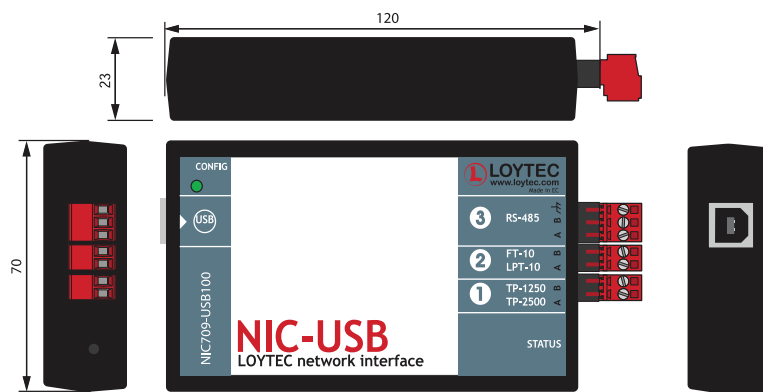 120
23
70
CONFIG
USB
NIC709-USB100
NIC-USB
LOYTEC network interface
L LOYTEC
www.loytec.com
Made in EC
3 RS-485 A B
2 FT-10 B
LPT-10 A
1 TP-1250 B
TP-2500 A
STATUS